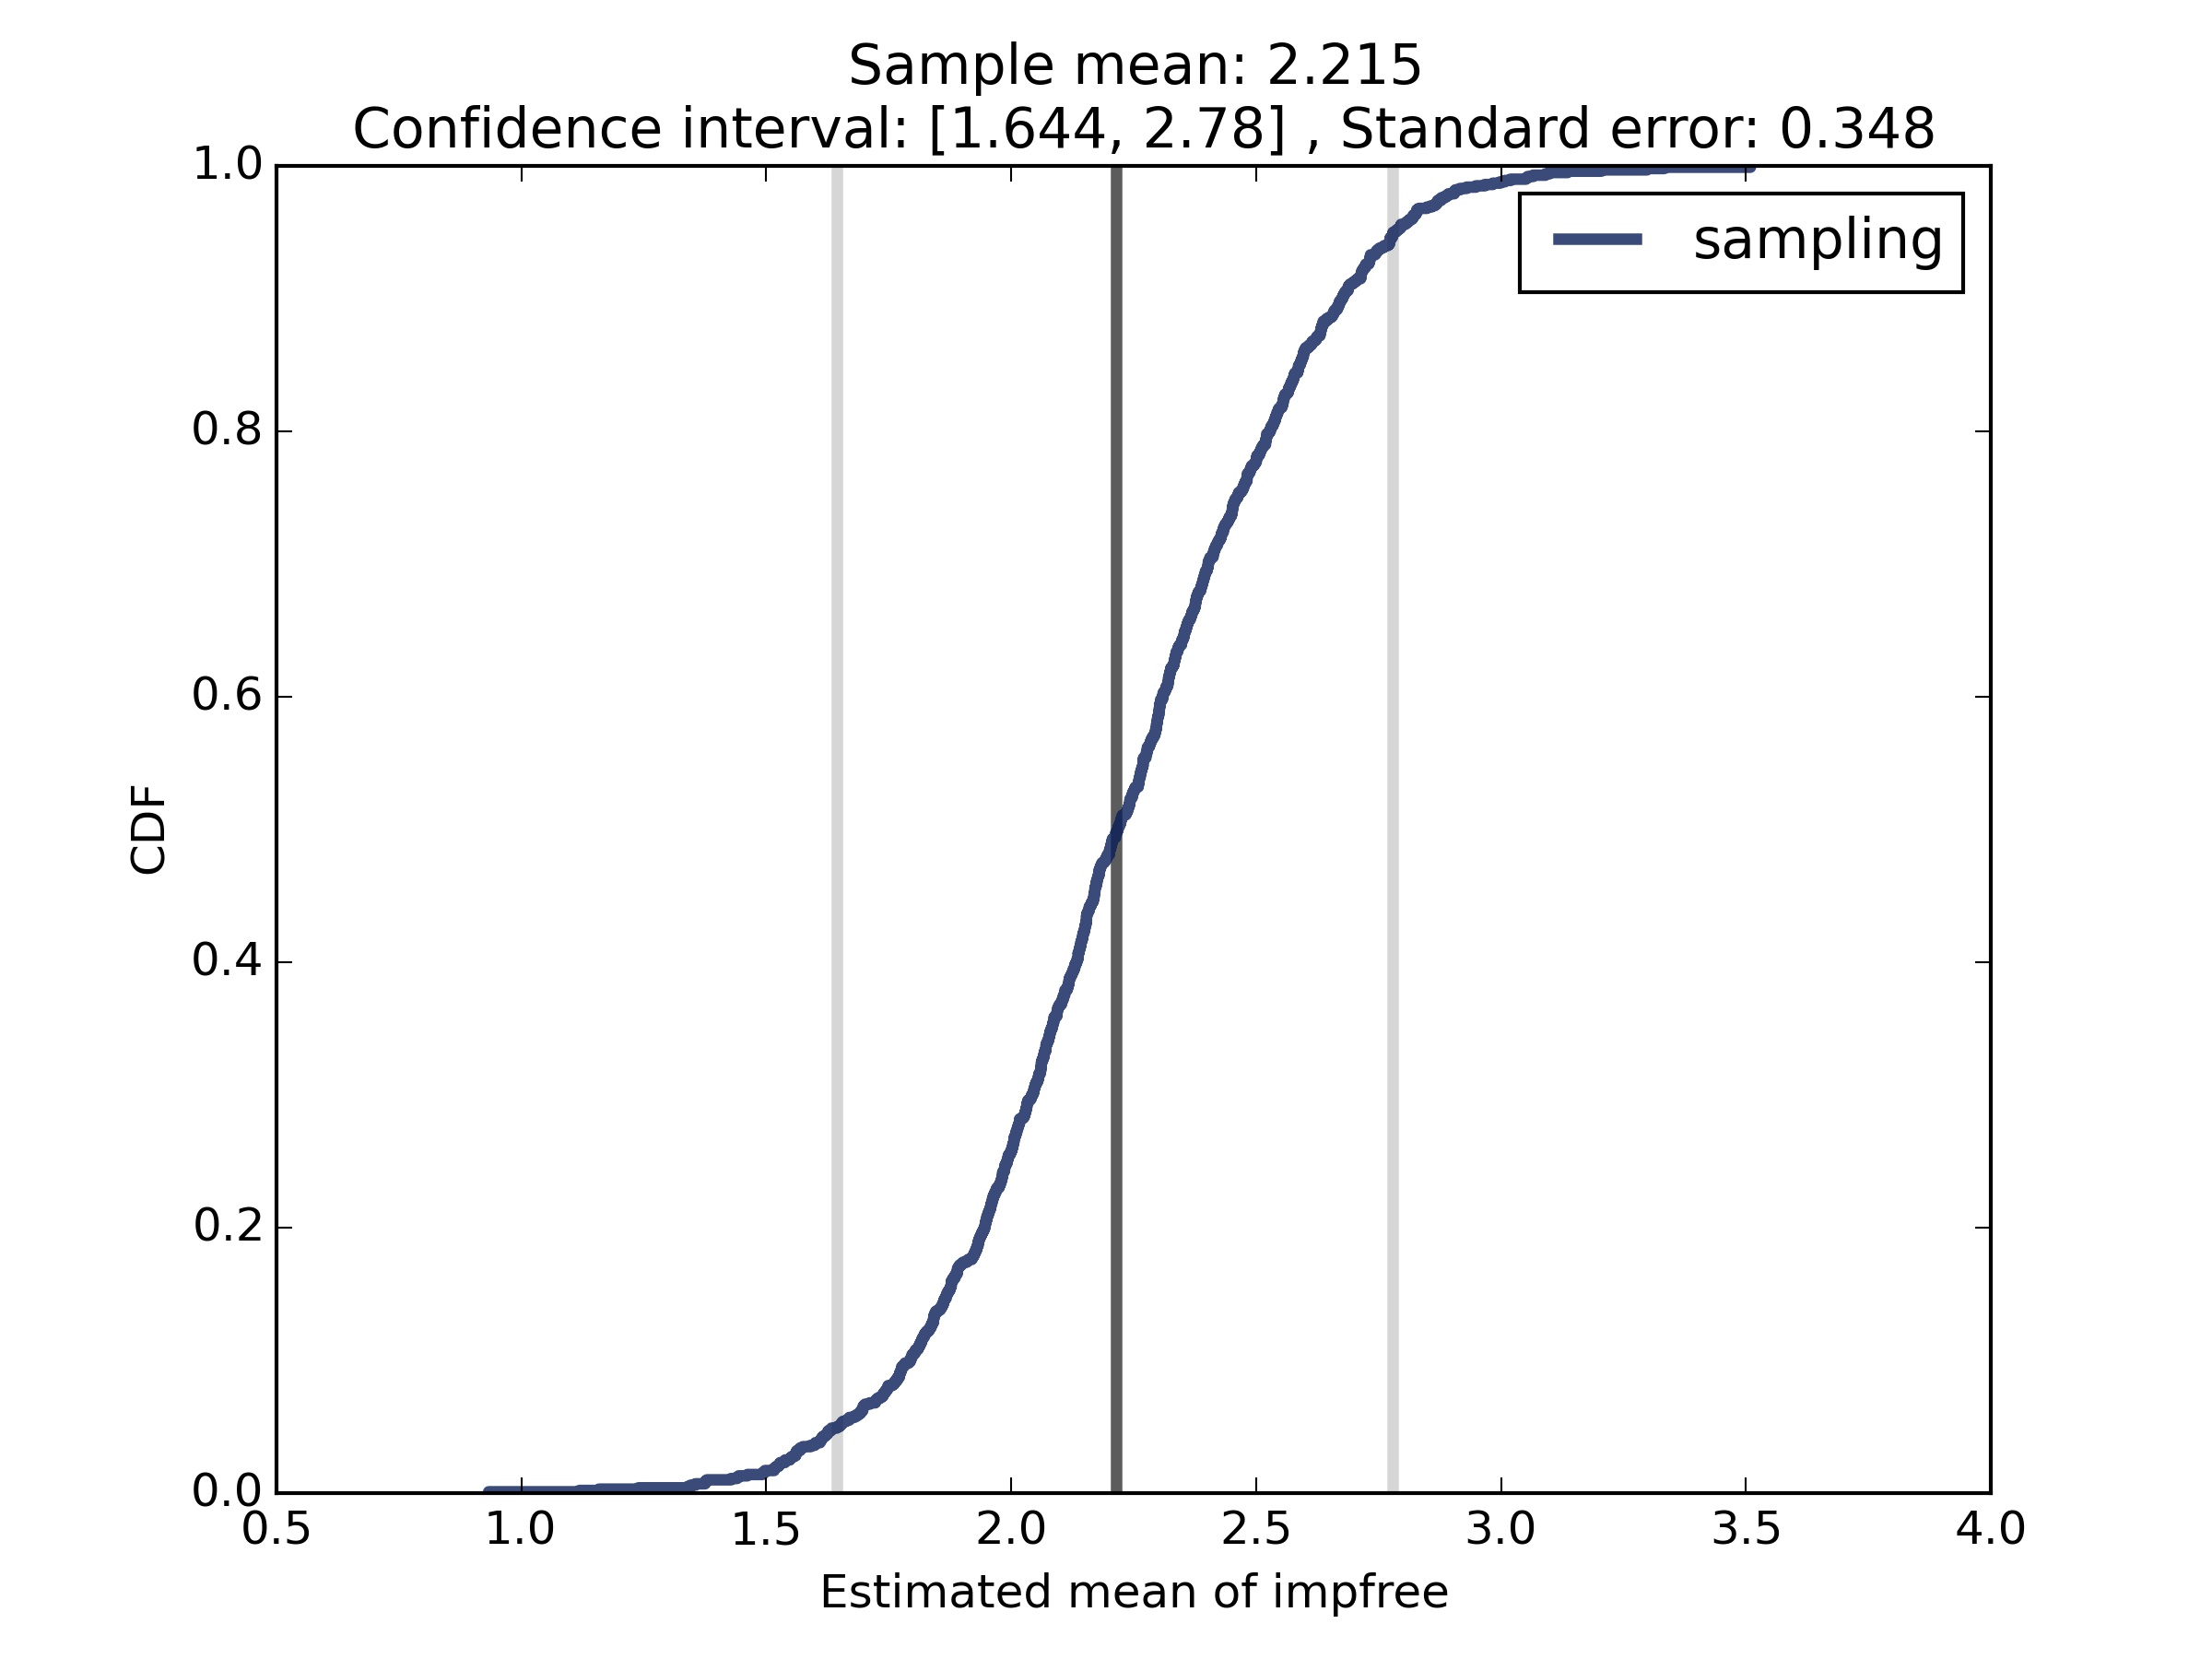 Sample mean: 2.215
Confidence interval: [1.644, 2.78] , Standard error: 0.348
1.0
0.8
0.6
0.4
0.2
0.0
CDF
sampling
0.5 1.0 1.5 2.0 2.5 3.0 3.5 4.0
Estimated mean of impfree